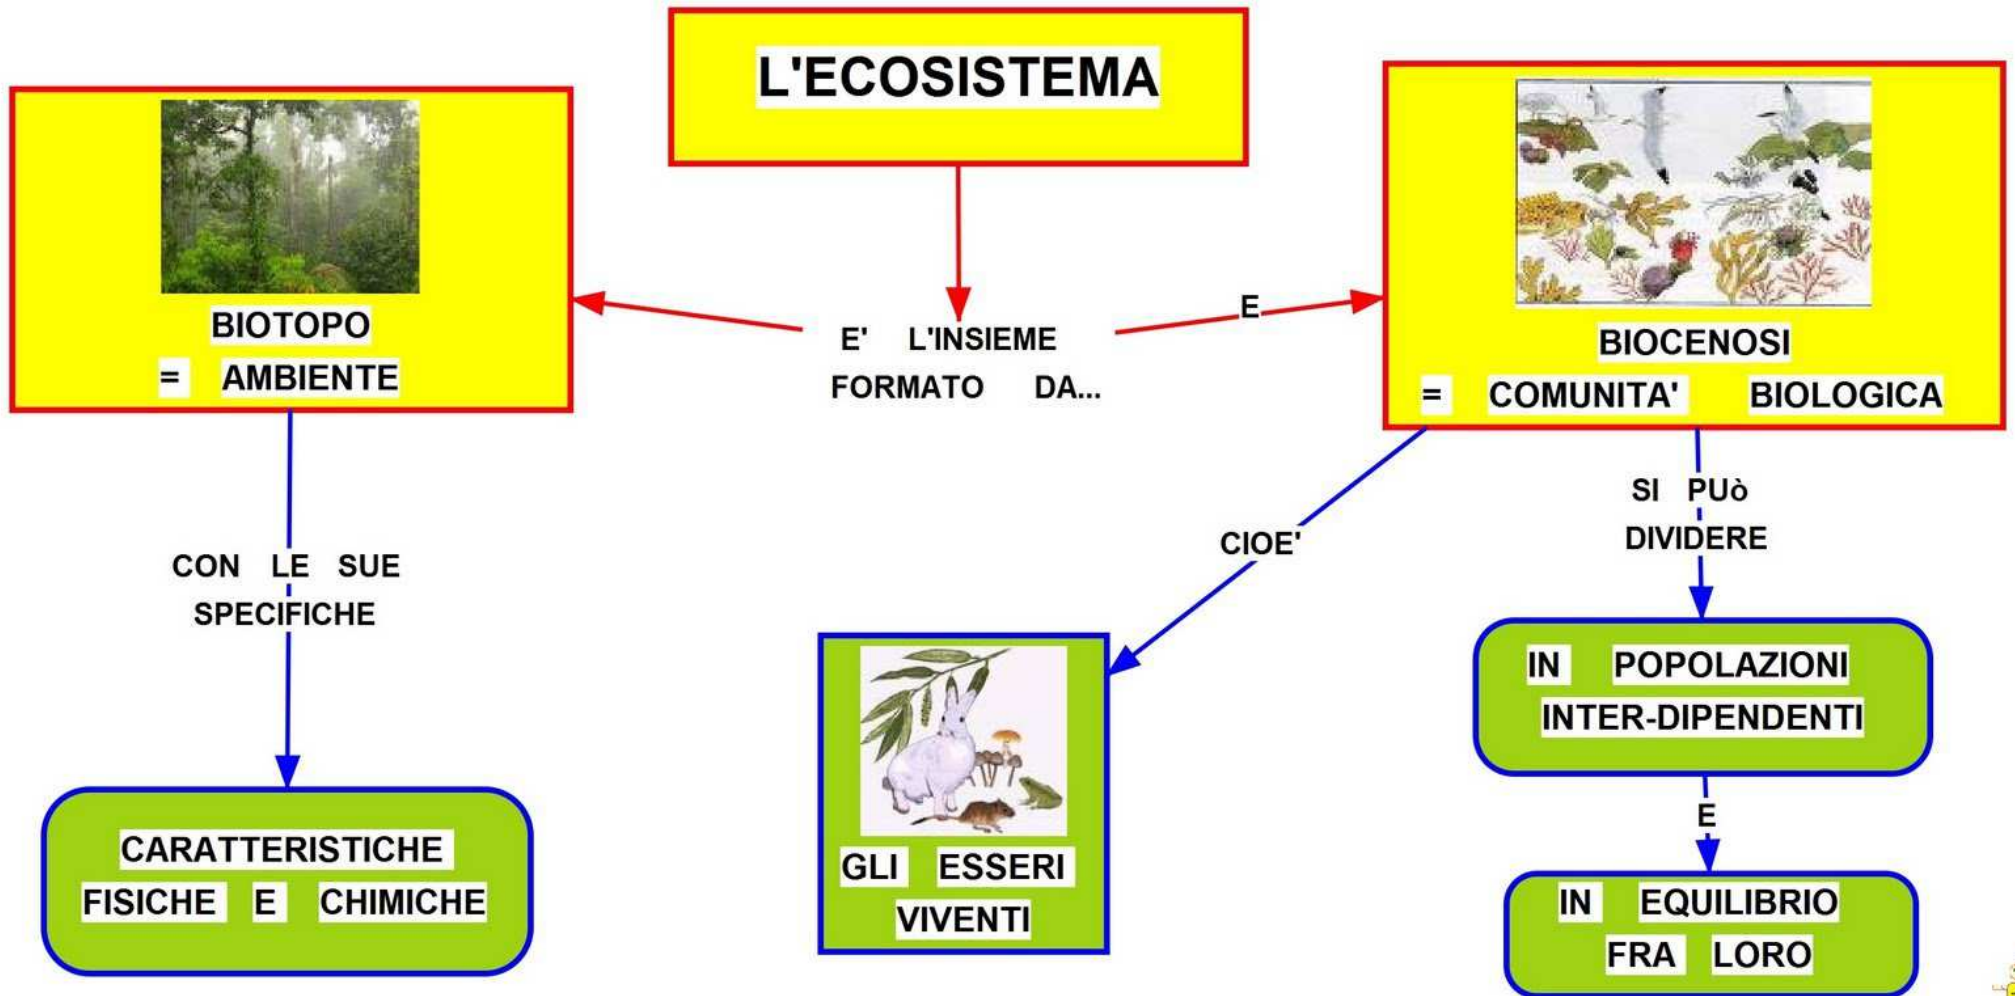 L'ECOSISTEMA
BIOTOPO
= AMBIENTE
E' L'INSIEME
FORMATO DA...
E
BIOCENOSI
= COMUNITA' BIOLOGICA
CON LE SUE
SPECIFICHE
CARATTERISTICHE
FISICHE E CHIMICHE
CIOE'
GLI ESSERI
VIVENTI
SI PUò
DIVIDERE
IN POPOLAZIONI
INTER-DIPENDENTI
E
IN EQUILIBRIO
FRA LORO